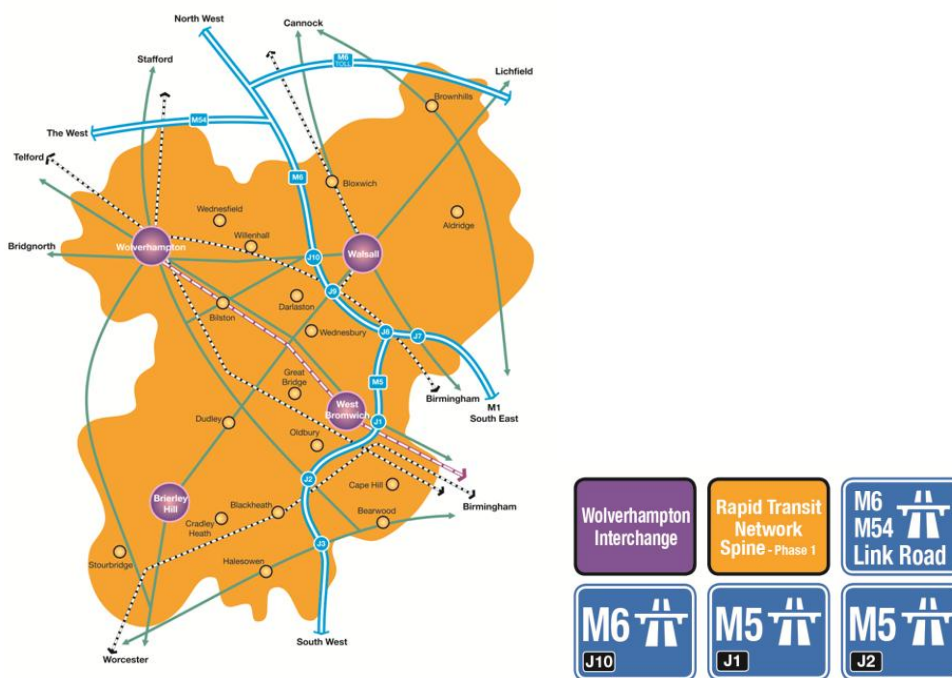 North West
Cannock
Stafford
M6
TOLL
Lichfield
Brownhills
M54
The West
Telford
M6
Bloxwich
Wednesfield
Aldridge
Willenhall
Wolverhampton
Walsall
Bridgnorth
J10
J9
Darlaston
Bilston
Wednesbury
J8
J7
Great
Bridge
M5
Birmingham
M1
South East
West
Bromwich
J1
Dudley
Oldbury
J2
Cape Hill
Brierley
Hill
Blackheath
Birmingham
Cradley
Heath
Bearwood
J3
Stourbridge
Halesowen
South West
Worcester
Wolverhampton
Interchange
Rapid Transit
Network
Spine - Phase 1
M6
M54
Link Road
M6
J10
M5
J1
M5
J2